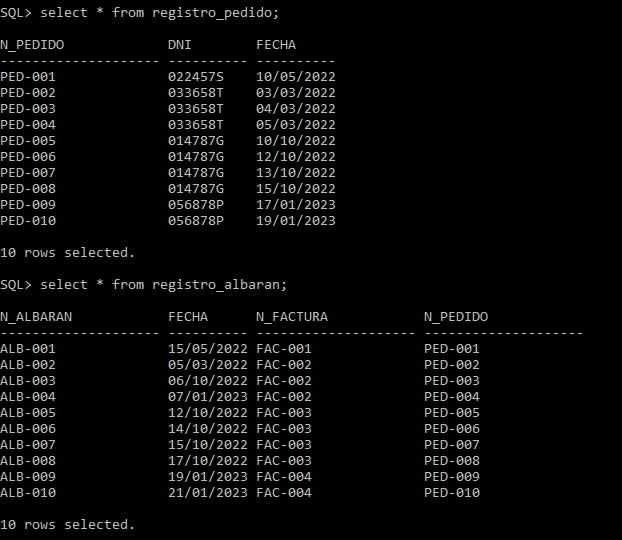 SQL> select * from registro_pedido;
N_PEDIDO             DNI        FECHA
-------------------- ---------- ----------
PED-001              022457S    10/05/2022
PED-002              033658T    03/03/2022
PED-003              033658T    04/03/2022
PED-004              033658T    05/03/2022
PED-005              014787G    10/10/2022
PED-006              014787G    12/10/2022
PED-007              014787G    13/10/2022
PED-008              014787G    15/10/2022
PED-009              056878P    17/01/2023
PED-010              056878P    19/01/2023
10 rows selected.
SQL> select * from registro_albaran;
N_ALBARAN            FECHA      N_FACTURA            N_PEDIDO
-------------------- ---------- -------------------- --------------------
ALB-001              15/05/2022 FAC-001              PED-001
ALB-002              05/03/2022 FAC-002              PED-002
ALB-003              06/10/2022 FAC-002              PED-003
ALB-004              07/01/2023 FAC-002              PED-004
ALB-005              12/10/2022 FAC-003              PED-005
ALB-006              14/10/2022 FAC-003              PED-006
ALB-007              15/10/2022 FAC-003              PED-007
ALB-008              17/10/2022 FAC-003              PED-008
ALB-009              19/01/2023 FAC-004              PED-009
ALB-010              21/01/2023 FAC-004              PED-010
10 rows selected.